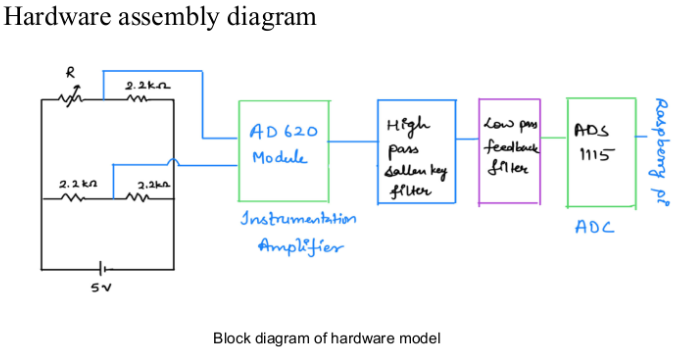 Hardware assembly diagram
R
2.2kΩ
2.2kΩ
2.2kΩ
5V
AD620
Module
Instrumentation
Amplifier
High
pass
Sallen key
filter
Low pass
feedback
filter
ADS
1115
ADC
Raspberry pi
Block diagram of hardware model